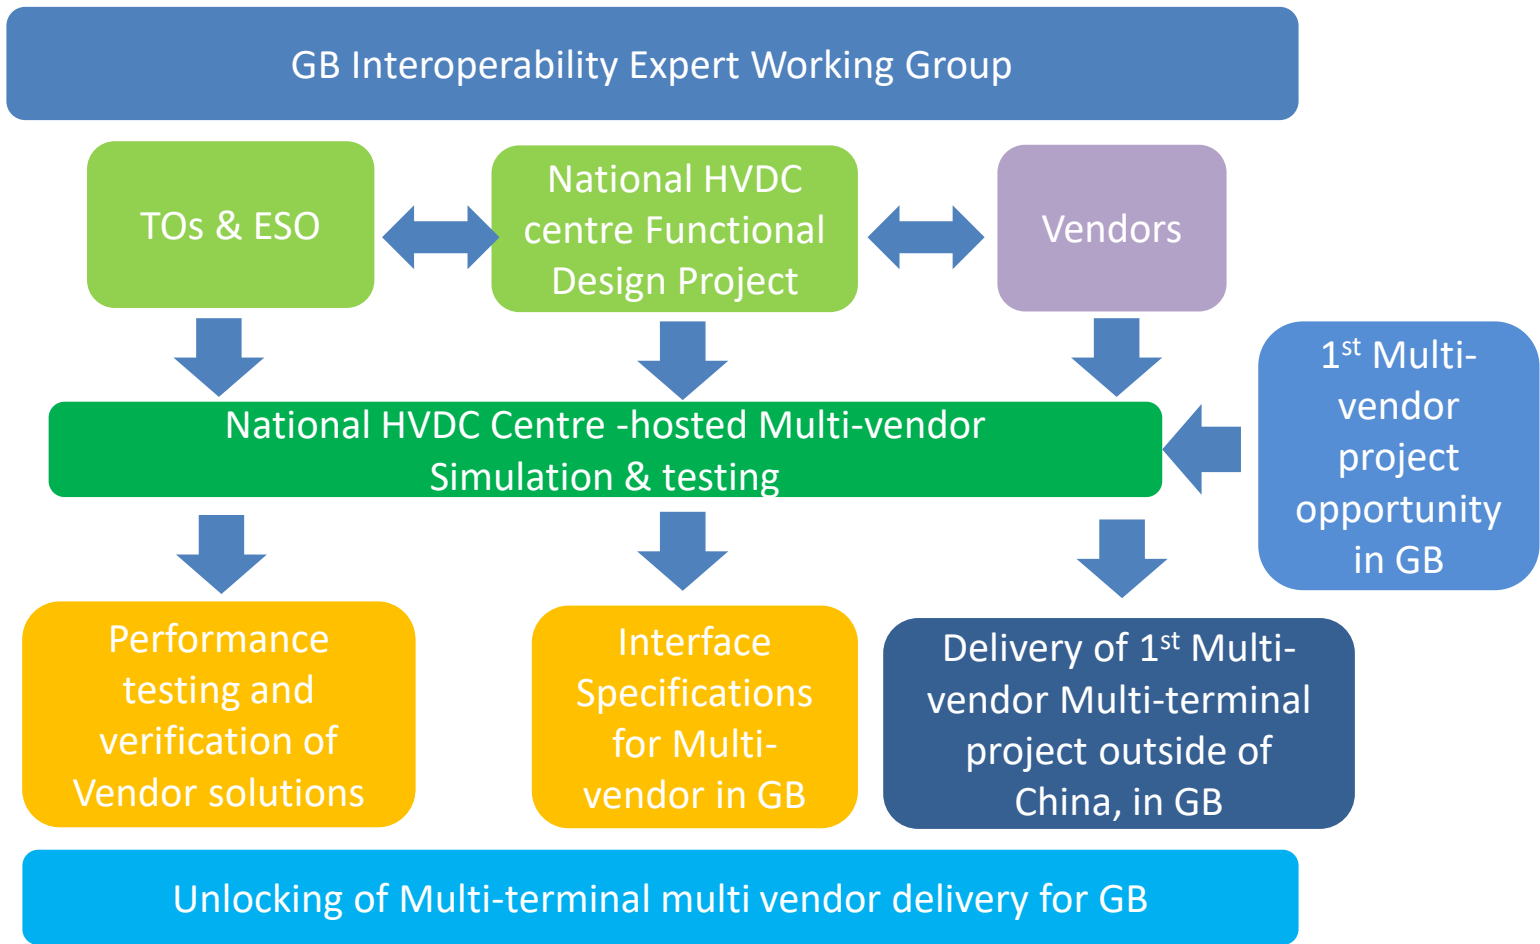 GB Interoperability Expert Working Group
TOs & ESO
National HVDC
centre Functional
Design Project
Vendors
1st Multi-
vendor
project
opportunity
in GB
National HVDC Centre -hosted Multi-vendor
Simulation & testing
Performance
testing and
verification of
Vendor solutions
Interface
Specifications
for Multi-
vendor in GB
Delivery of 1st Multi-
vendor Multi-terminal
project outside of
China, in GB
Unlocking of Multi-terminal multi vendor delivery for GB